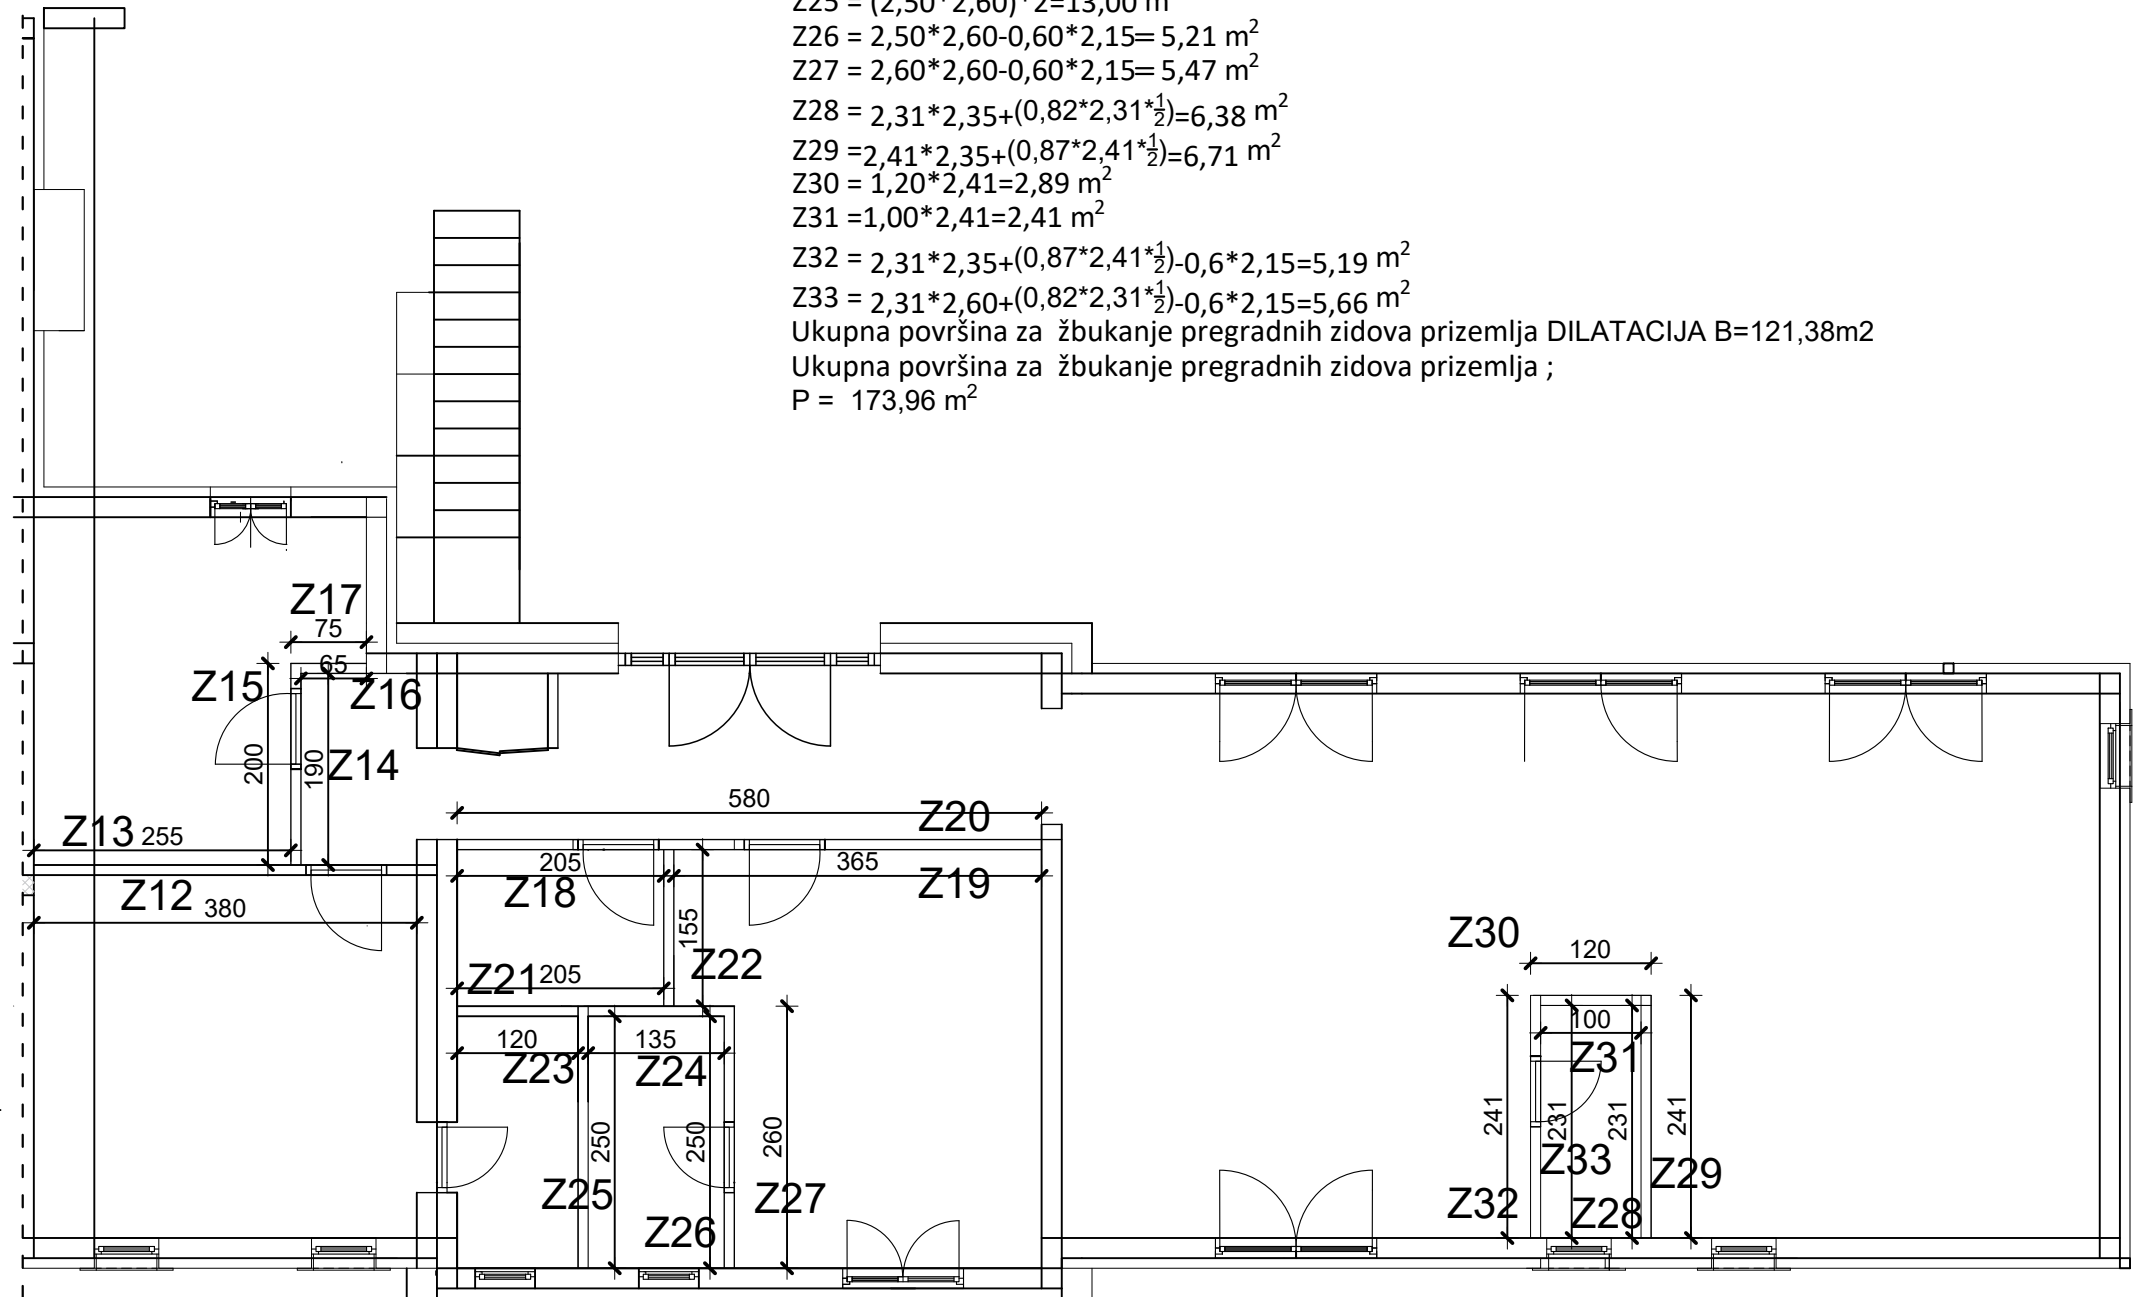 Z25 = (2,50*2,60)*2=13,00 m
Z26 = 2,50*2,60-0,60*2,15= 5,21 m²
Z27 = 2,60*2,60-0,60*2,15= 5,47 m²
Z28 = 2,31*2,35+(0,82*2,31*½)=6,38 m²
Z29 =2,41*2,35+(0,87*2,41*½)=6,71 m²
Z30 = 1,20*2,41=2,89 m²
Z31 =1,00*2,41=2,41 m²
Z32 = 2,31*2,35+(0,87*2,41*½)-0,6*2,15=5,19 m²
Z33 = 2,31*2,60+(0,82*2,31*½)-0,6*2,15=5,66 m²
Ukupna površina za žbukanje pregradnih zidova prizemlja DILATACIJA B=121,38m2
Ukupna površina za žbukanje pregradnih zidova prizemlja ;
P = 173,96 m²
Z17
75
65
Z15
Z16
200
190
Z14
580
Z20
Z13 255
205
365
Z18
Z19
Z12 380
155
Z30
120
Z21 205
Z22
100
120
135
Z31
Z23
Z24
241
231
231
241
250
250
260
Z33
Z29
Z25
Z27
Z32
Z28
Z26